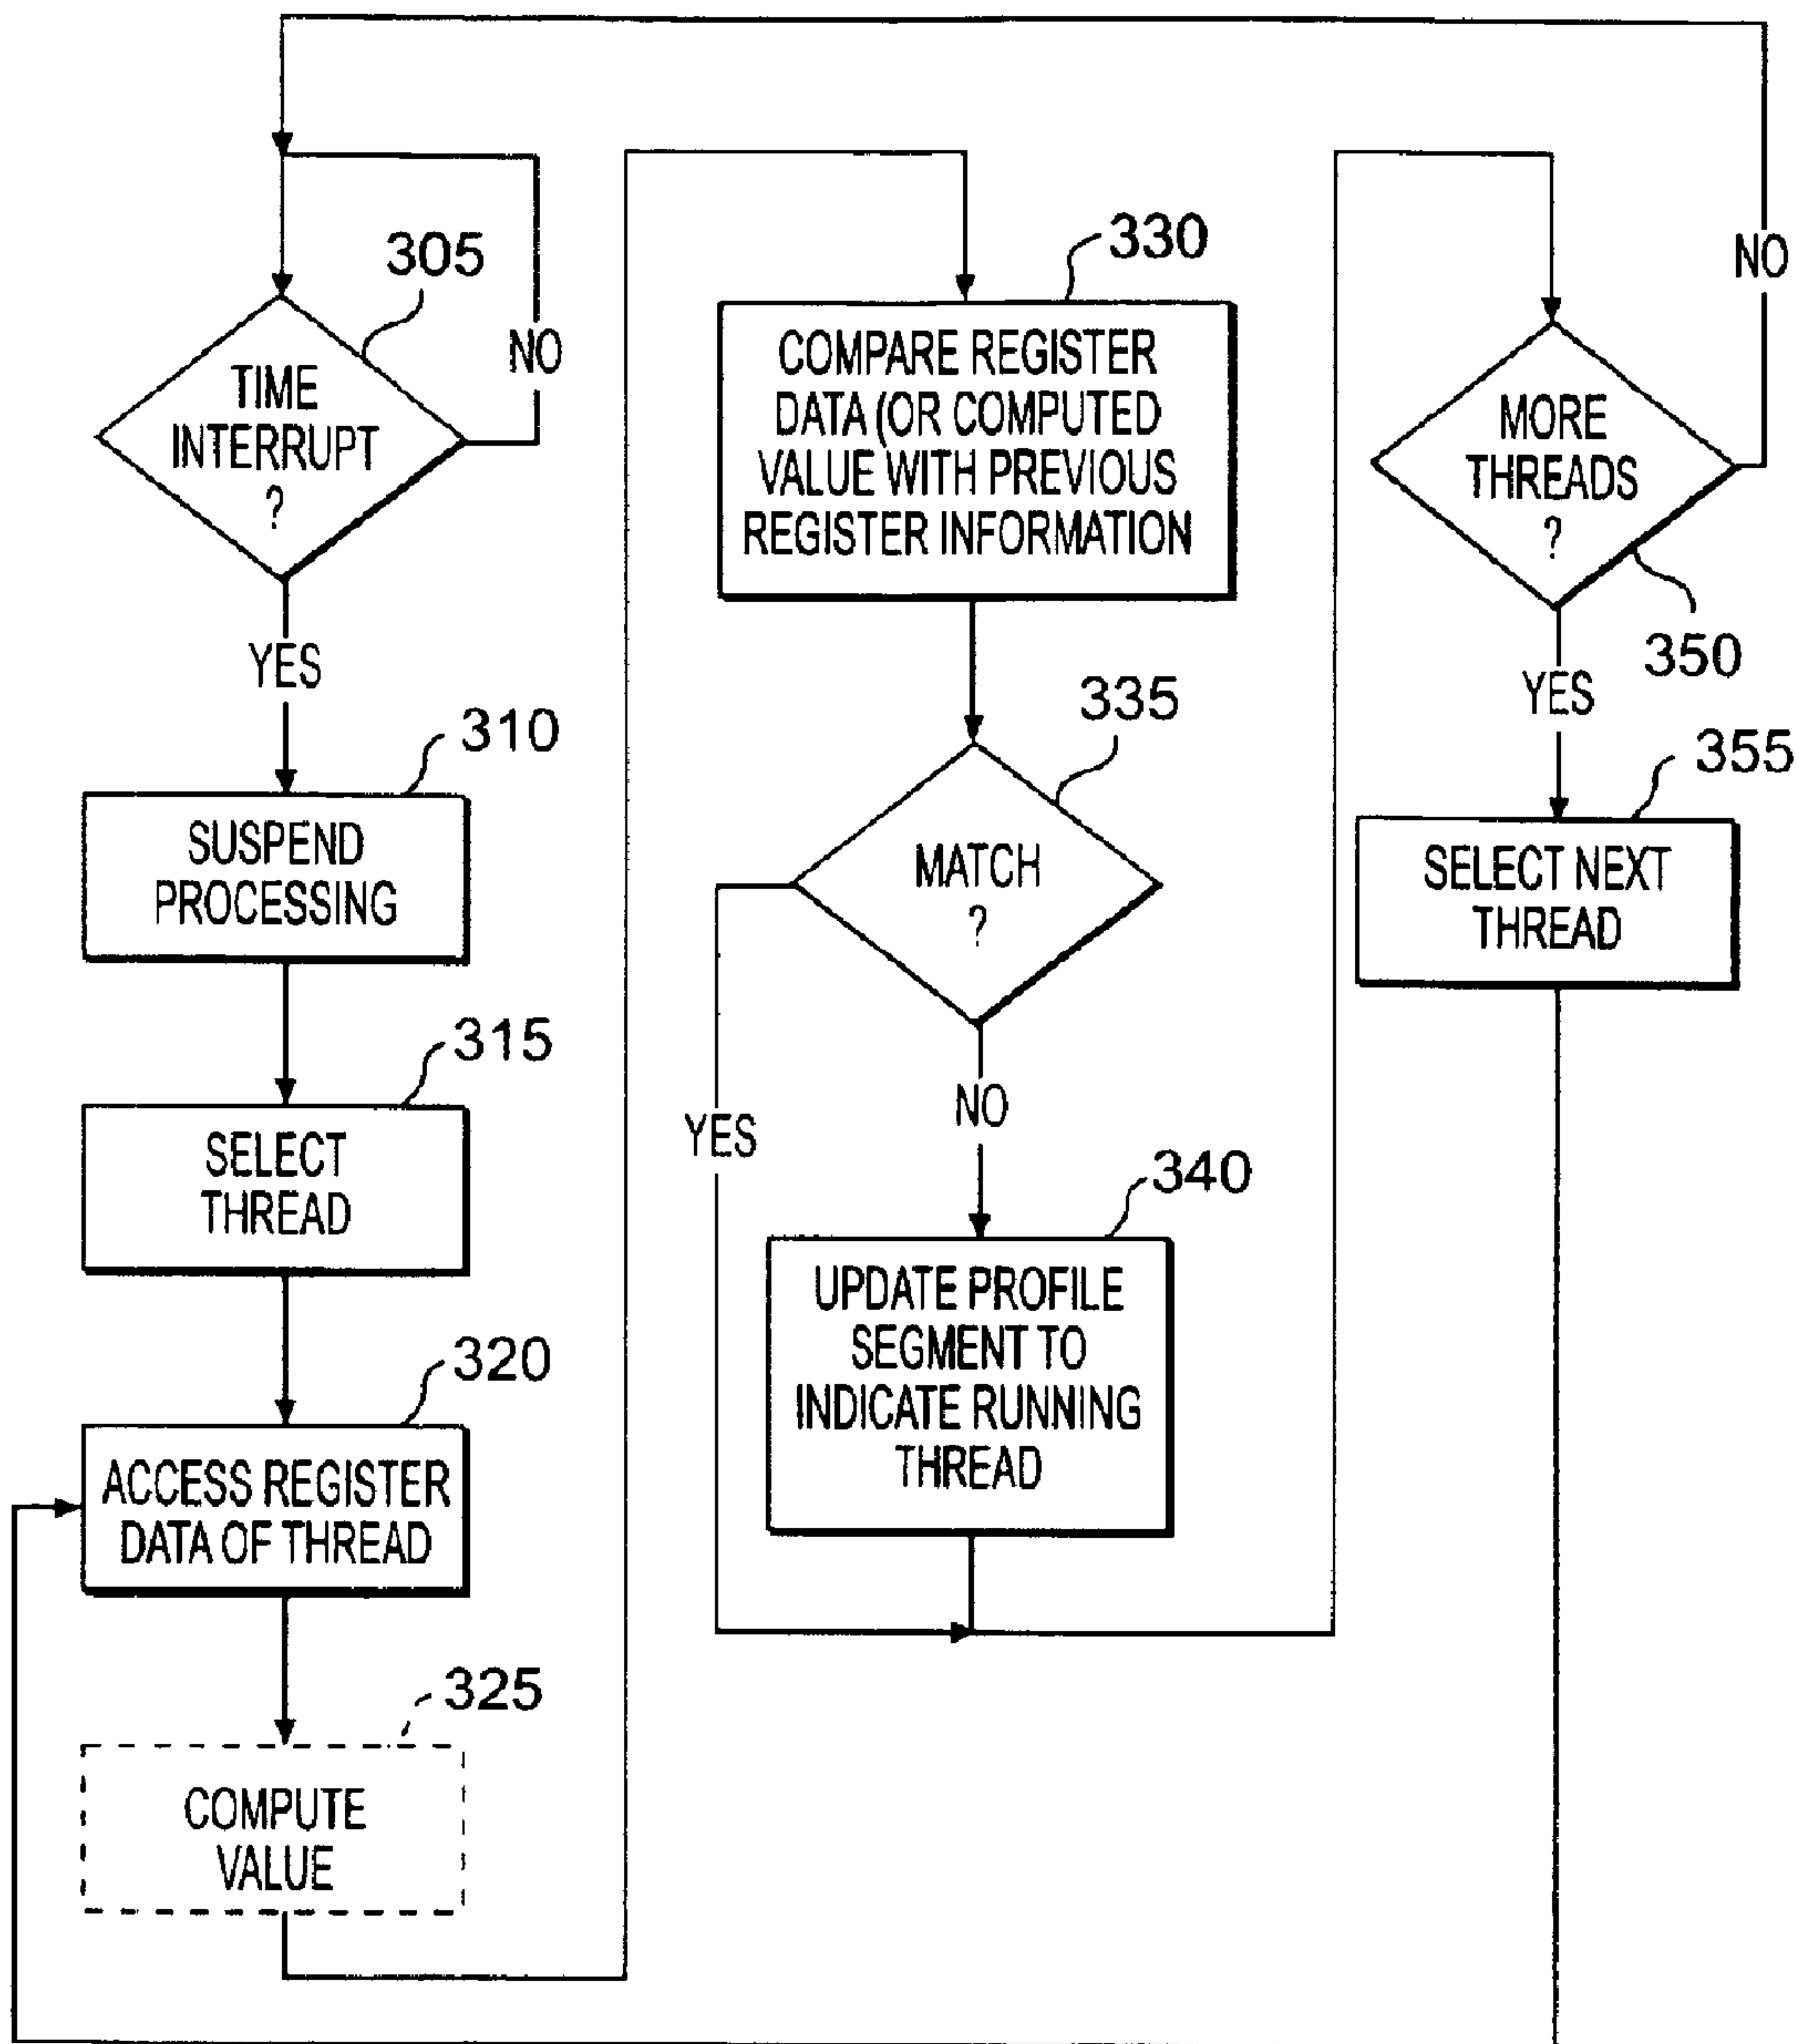 305
TIME
INTERRUPT
?
NO
YES
310
SUSPEND
PROCESSING
315
SELECT
THREAD
320
ACCESS REGISTER
DATA OF THREAD
325
COMPUTE
VALUE
330
COMPARE REGISTER
DATA (OR COMPUTED
VALUE WITH PREVIOUS
REGISTER INFORMATION
335
MATCH
?
YES
NO
340
UPDATE PROFILE
SEGMENT TO
INDICATE RUNNING
THREAD
NO
MORE
THREADS
?
350
YES
355
SELECT NEXT
THREAD